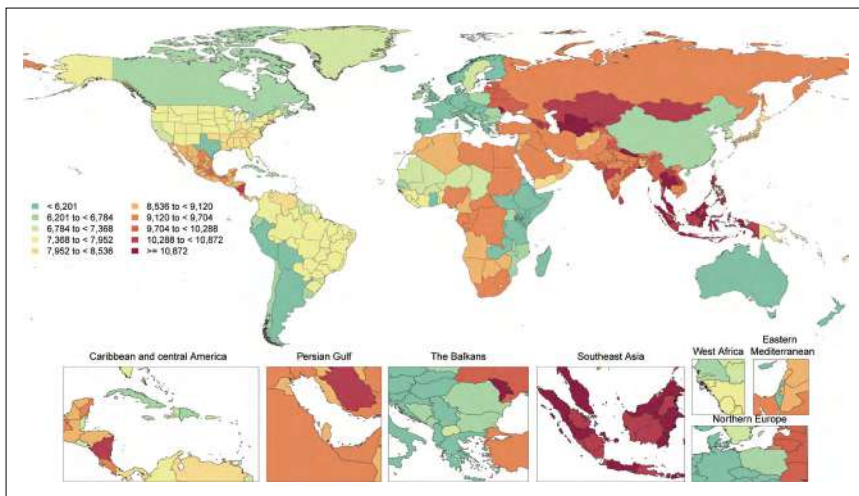 < 6,201
6,201 to < 6,784
6,784 to < 7,368
7,368 to < 7,952
7,952 to < 8,536
8,536 to < 9,120
9,120 to < 9,704
9,704 to < 10,288
10,288 to < 10,872
>= 10,872
Caribbean and central America
Persian Gulf
The Balkans
Southeast Asia
West Africa
Eastern
Mediterranean
Northern Europe